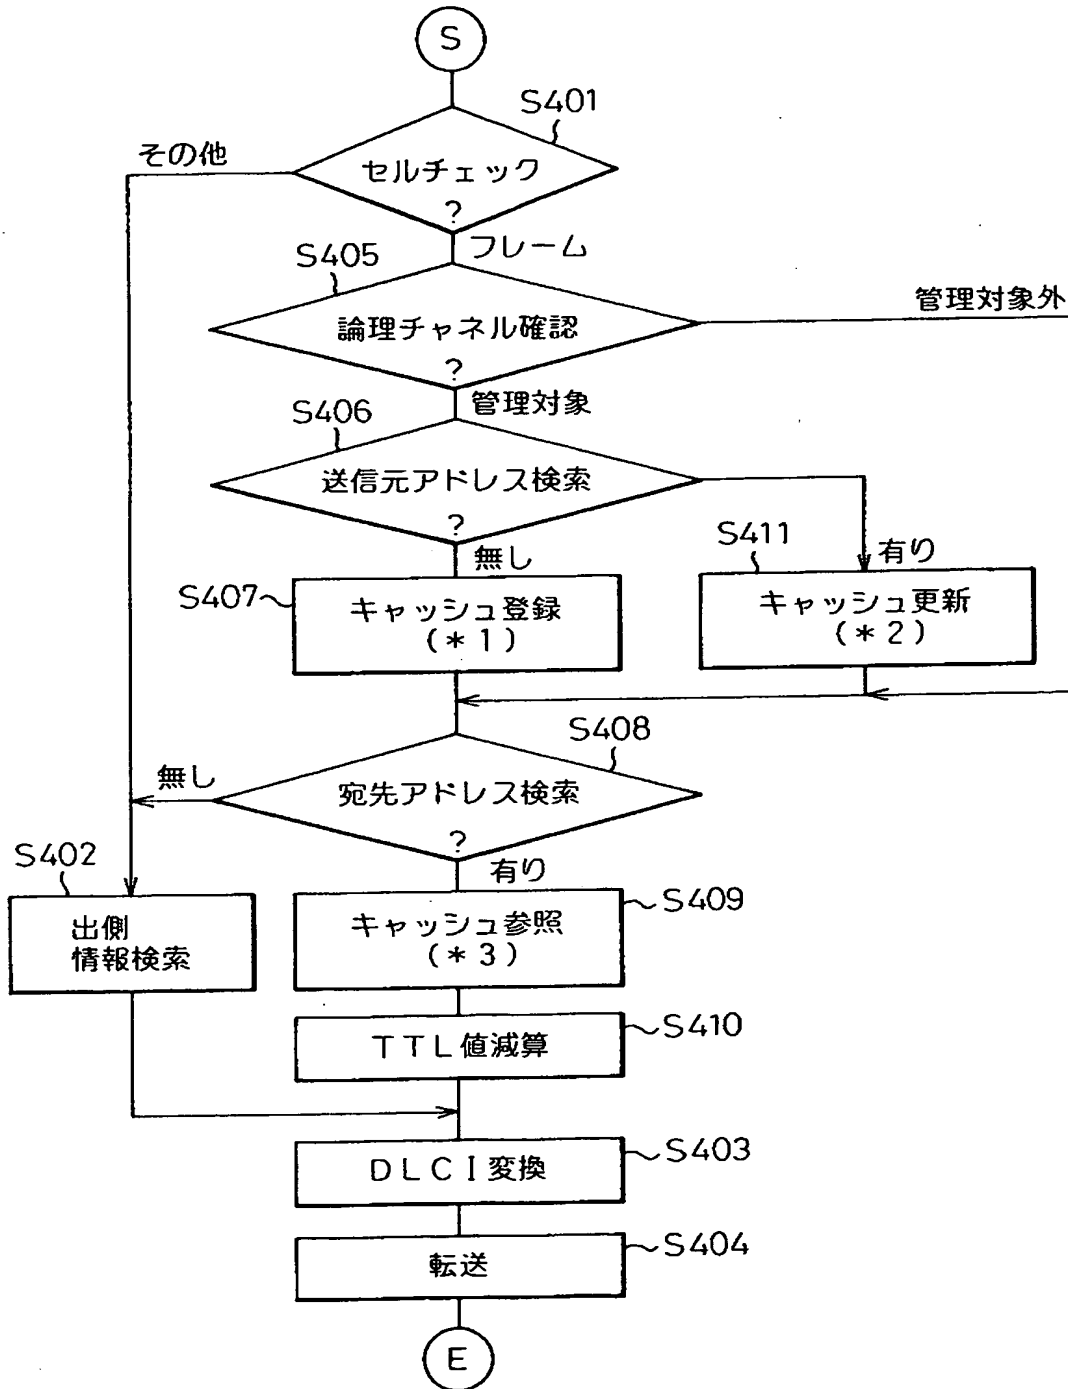 S
S401
その他
セルチェック
?
フレーム
S405
管理対象外
論理チャネル確認
?
管理対象
S406
送信元アドレス検索
?
S411
無し
有り
S407
キャッシュ登録
(*1)
キャッシュ更新
(*2)
S408
無し
宛先アドレス検索
?
S402
有り
出側
情報検索
キャッシュ参照
(*3)
S409
TTL値減算
S410
DLCI変換
S403
転送
S404
E